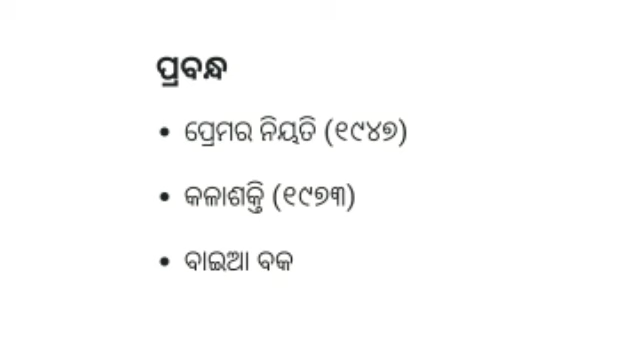 ପ୍ରବନ୍ଧ
• ପ୍ରେମର ନିୟତି (୧୯୪୭)
• କଳାଶକ୍ତି (୧୯୭୩)
• ବାଇଆ ବକ